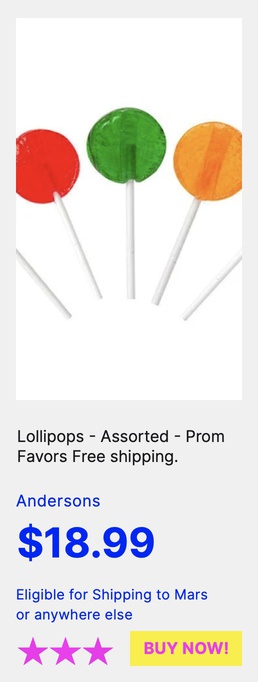 Lollipops - Assorted - Prom
Favors Free shipping.
Andersons
$18.99
Eligible for Shipping to Mars
or anywhere else
BUY NOW!